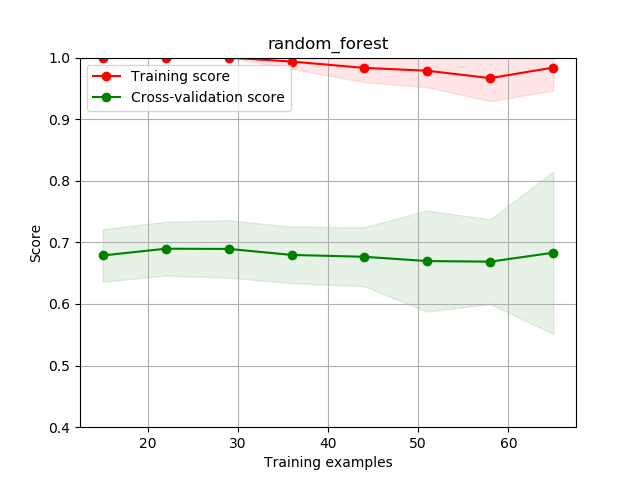 random_forest
1.0
0.9
0.8
0.7
0.6
0.5
0.4
Score
Training score
Cross-validation score
20 30 40 50 60
Training examples